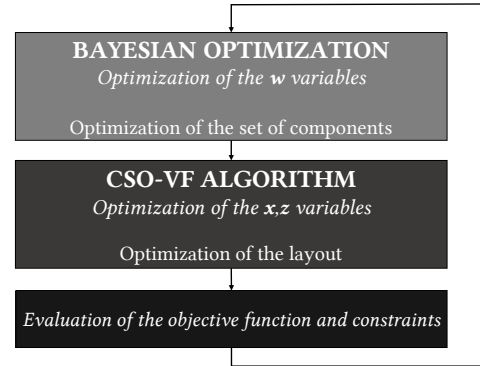 BAYESIAN OPTIMIZATION
Optimization of the w variables
Optimization of the set of components
CSO-VF ALGORITHM
Optimization of the x,z variables
Optimization of the layout
Evaluation of the objective function and constraints